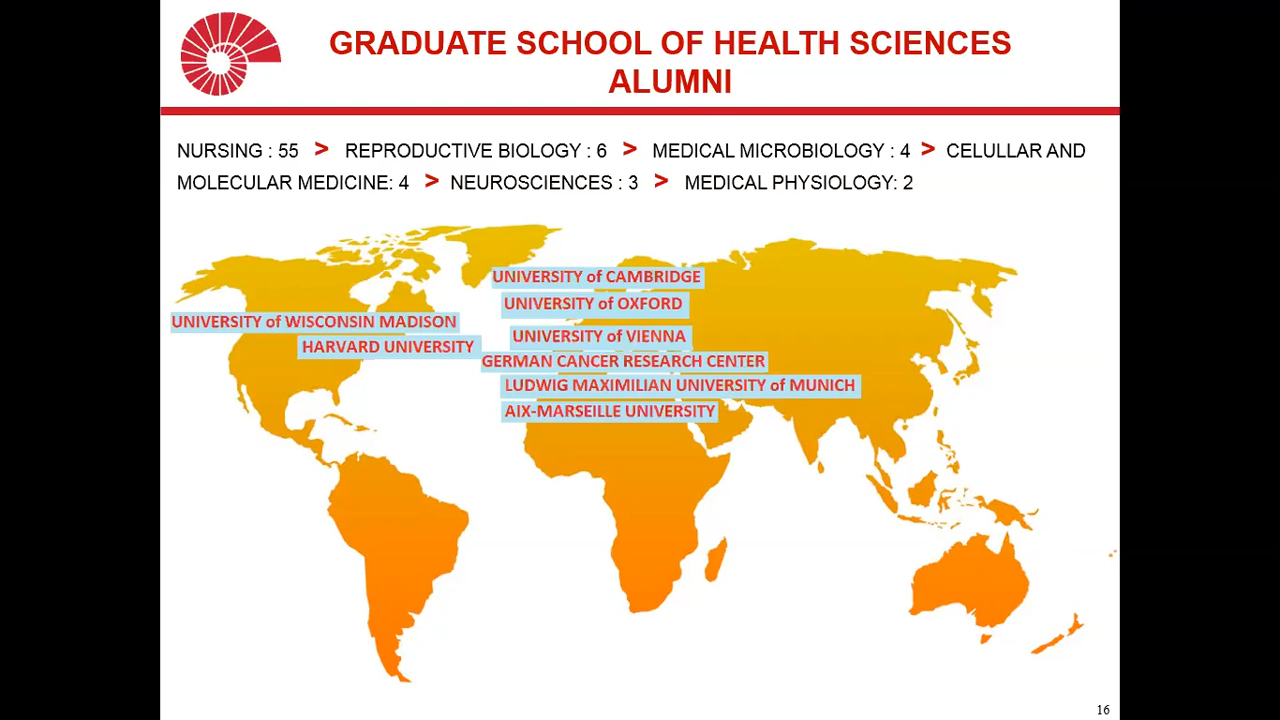 GRADUATE SCHOOL OF HEALTH SCIENCES
ALUMNI
NURSING : 55 > REPRODUCTIVE BIOLOGY : 6 > MEDICAL MICROBIOLOGY : 4 > CELULLAR AND
MOLECULAR MEDICINE: 4 > NEUROSCIENCES : 3 > MEDICAL PHYSIOLOGY: 2
UNIVERSITY of CAMBRIDGE
UNIVERSITY of OXFORD
UNIVERSITY of WISCONSIN MADISON
UNIVERSITY of VIENNA
HARVARD UNIVERSITY
GERMAN CANCER RESEARCH CENTER
LUDWIG MAXIMILIAN UNIVERSITY of MUNICH
AIX-MARSEILLE UNIVERSITY
16